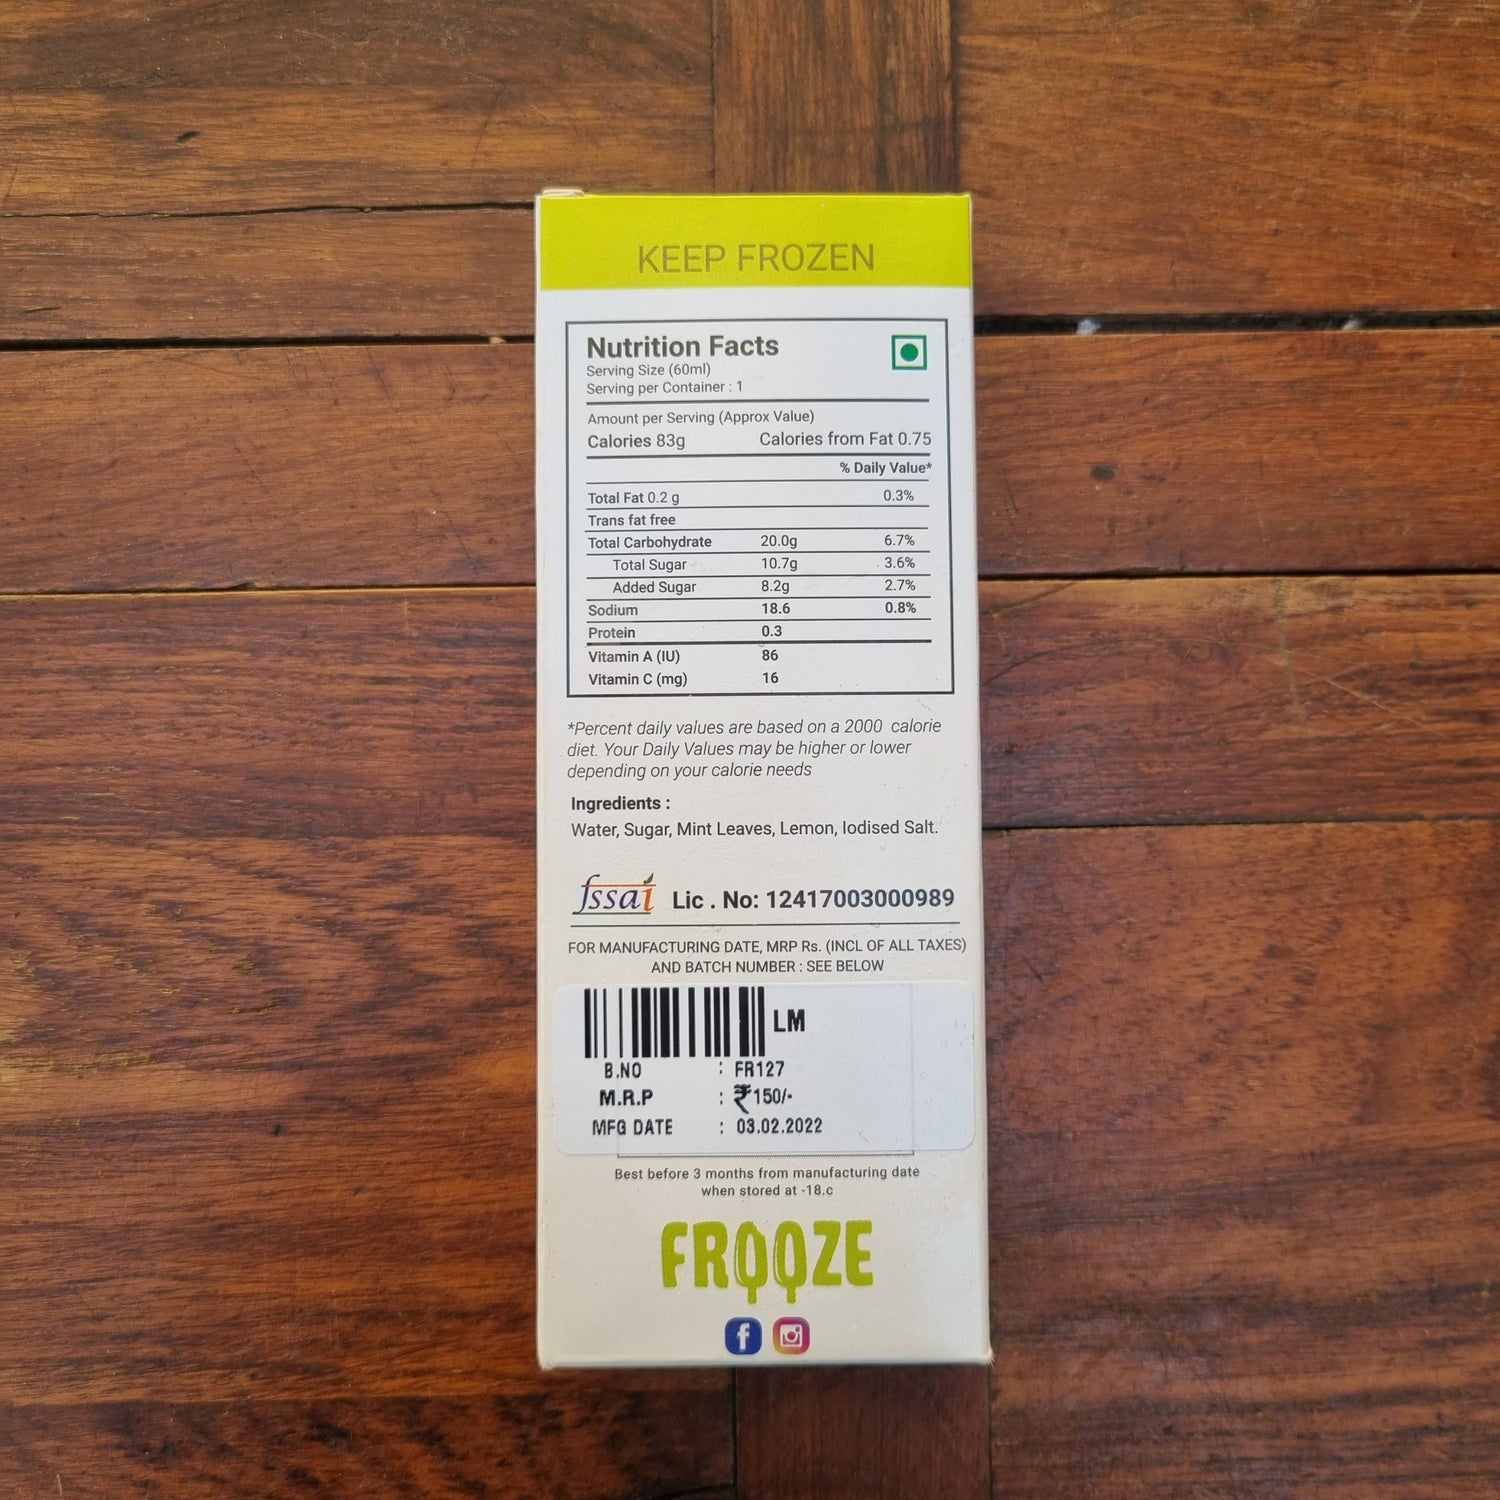 KEEP FROZEN
Nutrition Facts
Serving Size (60ml)
Serving per Container : 1
Amount per Serving (Approx Value)
Calories 83g Calories from Fat 0.75
% Daily Value*
Total Fat 0.2 g 0.3%
Trans fat free
Total Carbohydrate 20.0g 6.7%
Total Sugar 10.7g 3.6%
Added Sugar 8.2g 2.7%
Sodium 18.6 0.8%
Protein 0.3
Vitamin A (IU) 86
Vitamin C (mg) 16
*Percent daily values are based on a 2000 calorie
diet. Your Daily Values may be higher or lower
depending on your calorie needs
Ingredients :
Water, Sugar, Mint Leaves, Lemon, Iodised Salt.
fssai Lic . No: 12417003000989
FOR MANUFACTURING DATE, MRP Rs. (INCL OF ALL TAXES)
AND BATCH NUMBER : SEE BELOW
LM
B.NO : FR127
M.R.P : ₹150/-
MFG DATE : 03.02.2022
Best before 3 months from manufacturing date
when stored at -18.c
FROOZE